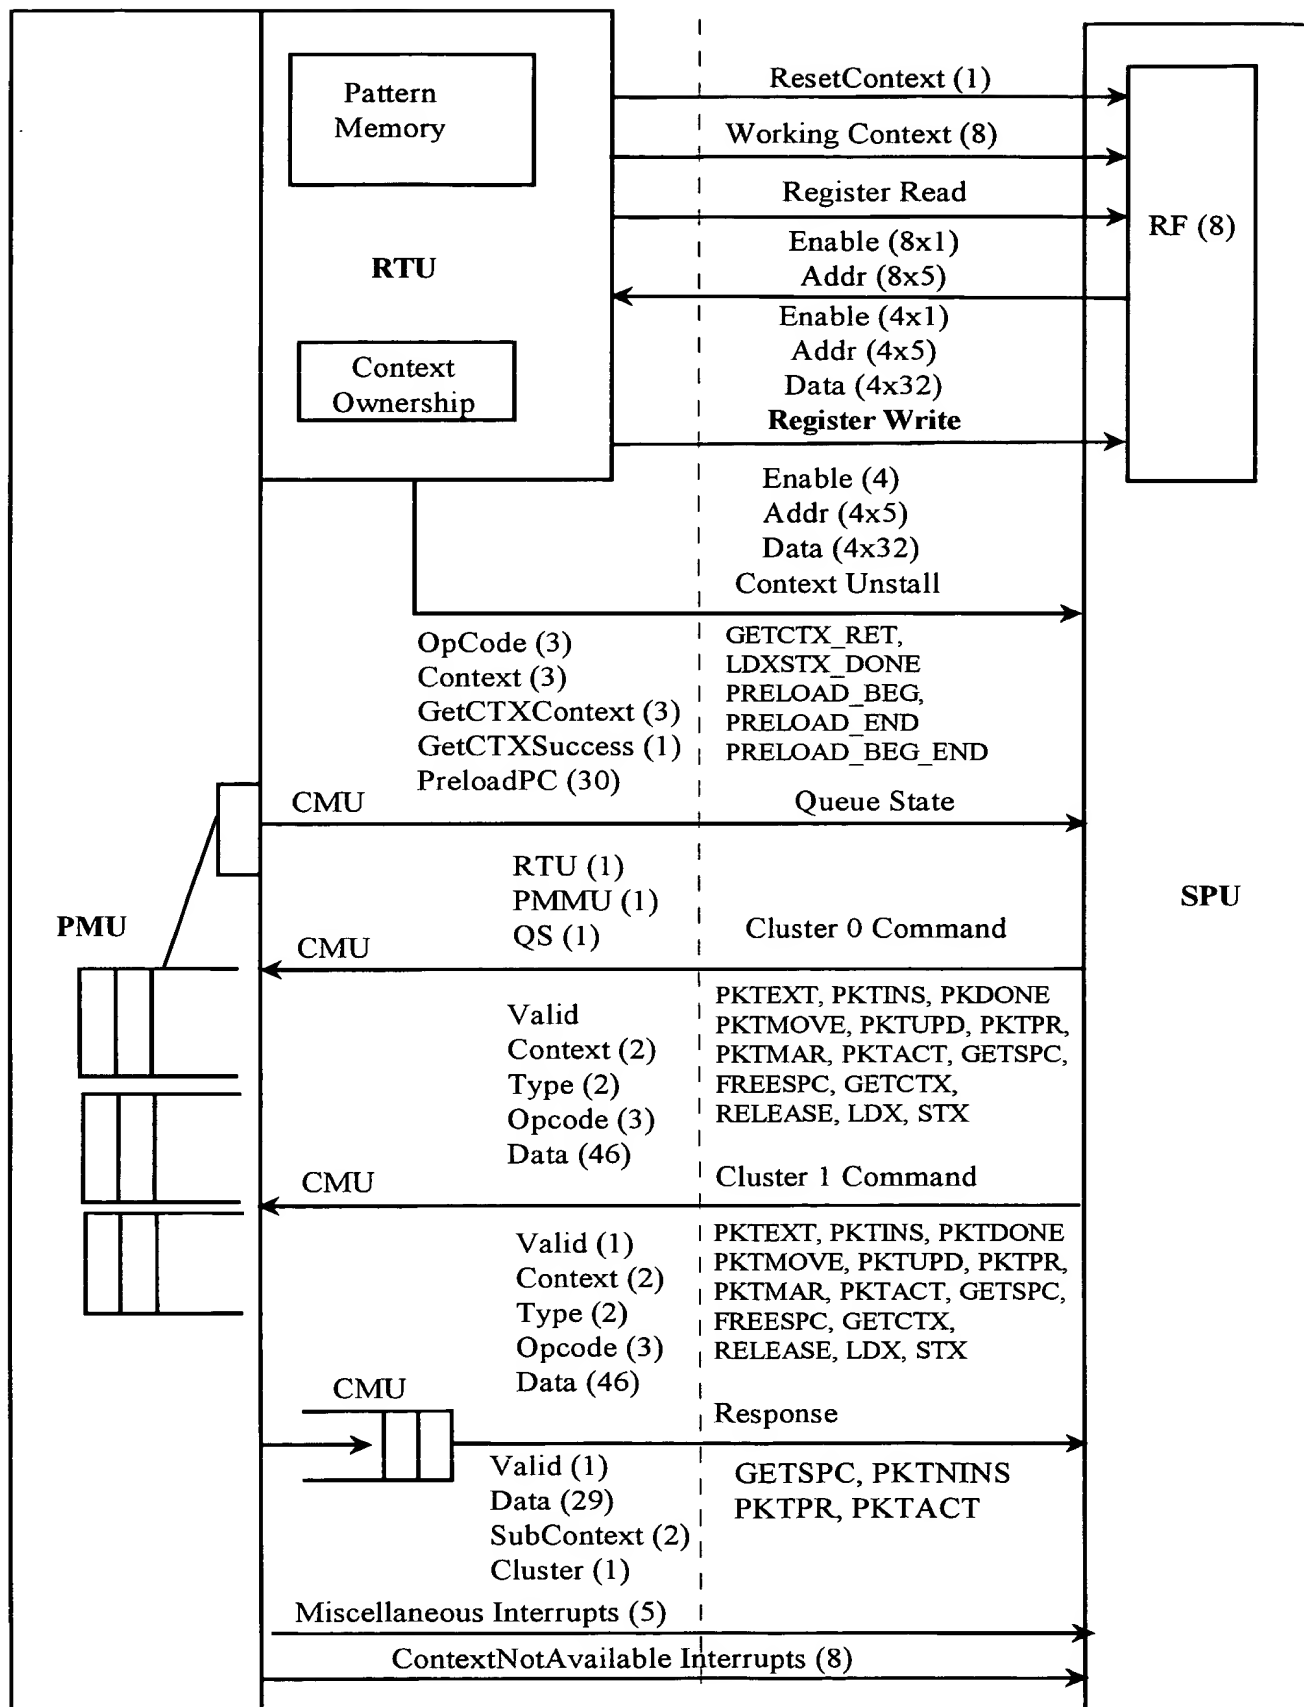 Pattern
Memory
RTU
Context
Ownership
ResetContext (1)
Working Context (8)
Register Read
Enable (8x1)
Addr (8x5)
Enable (4x1)
Addr (4x5)
Data (4x32)
Register Write
RF (8)
Enable (4)
Addr (4x5)
Data (4x32)
Context Unstall
OpCode (3)
Context (3)
GetCTXContext (3)
GetCTXSuccess (1)
PreloadPC (30)
GETCTX_RET,
LDXSTX_DONE
PRELOAD_BEG,
PRELOAD_END
PRELOAD_BEG_END
CMU
Queue State
RTU (1)
PMMU (1)
QS (1)
PMU
SPU
CMU
Cluster 0 Command
Valid
Context (2)
Type (2)
Opcode (3)
Data (46)
PKTEXT, PKTINS, PKDONE
PKTMOVE, PKTUPD, PKTPR,
PKTMAR, PKTACT, GETSPC,
FREESPC, GETCTX,
RELEASE, LDX, STX
CMU
Cluster 1 Command
Valid (1)
Context (2)
Type (2)
Opcode (3)
Data (46)
PKTEXT, PKTINS, PKTDONE
PKTMOVE, PKTUPD, PKTPR,
PKTMAR, PKTACT, GETSPC,
FREESPC, GETCTX,
RELEASE, LDX, STX
CMU
Response
Valid (1)
Data (29)
SubContext (2)
Cluster (1)
GETSPC, PKTNINS
PKTPR, PKTACT
Miscellaneous Interrupts (5)
ContextNotAvailable Interrupts (8)